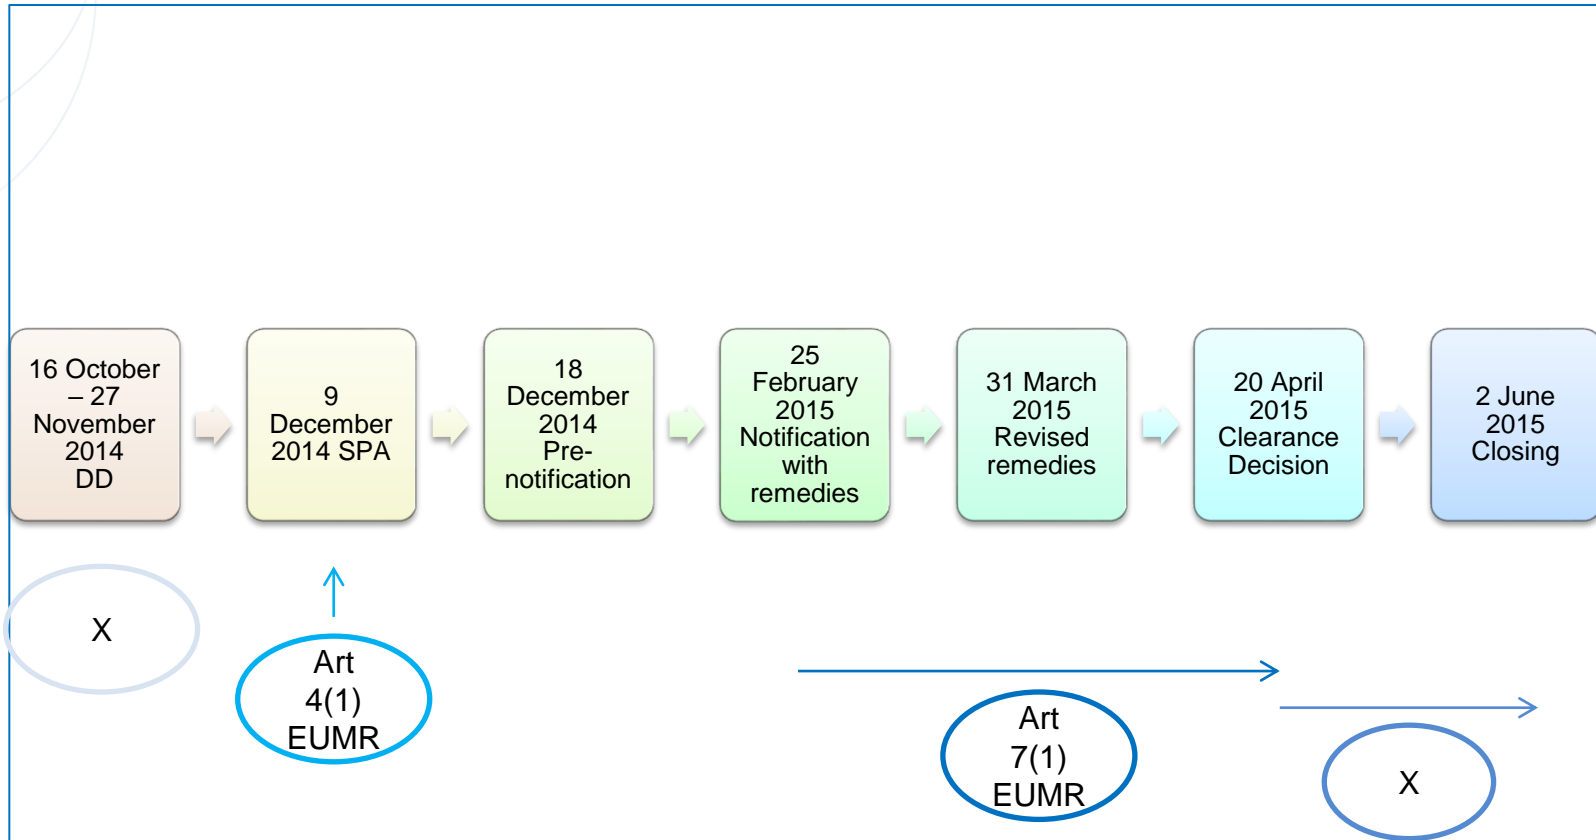 16 October
– 27
November
2014
DD
9
December
2014 SPA
18
December
2014
Pre-
notification
25
February
2015
Notification
with
remedies
31 March
2015
Revised
remedies
20 April
2015
Clearance
Decision
2 June
2015
Closing
X
Art
4(1)
EUMR
Art
7(1)
EUMR
X